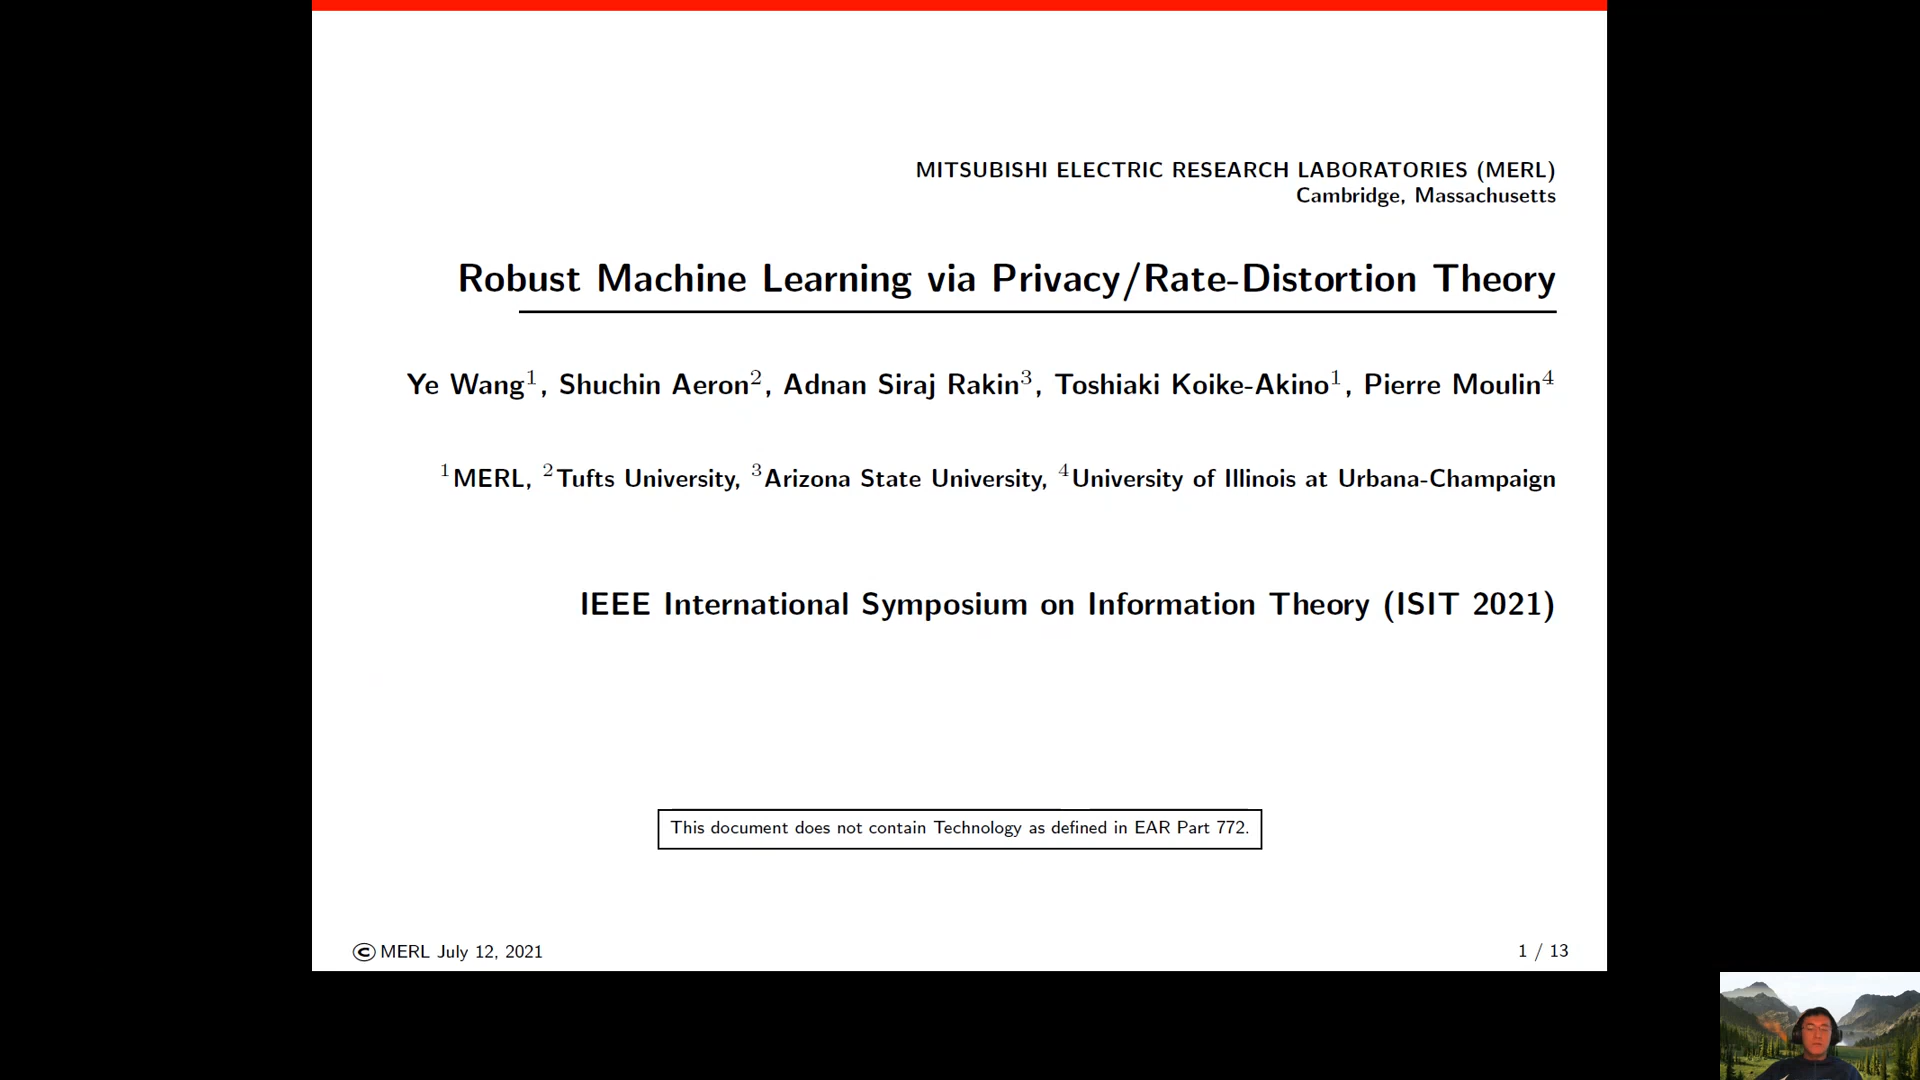 MITSUBISHI ELECTRIC RESEARCH LABORATORIES (MERL)
Cambridge, Massachusetts
Robust Machine Learning via Privacy/Rate-Distortion Theory
Ye Wang¹, Shuchin Aeron², Adnan Siraj Rakin³, Toshiaki Koike-Akino¹, Pierre Moulin⁴
¹MERL, ²Tufts University, ³Arizona State University, ⁴University of Illinois at Urbana-Champaign
IEEE International Symposium on Information Theory (ISIT 2021)
This document does not contain Technology as defined in EAR Part 772.
© MERL July 12, 2021
1 / 13